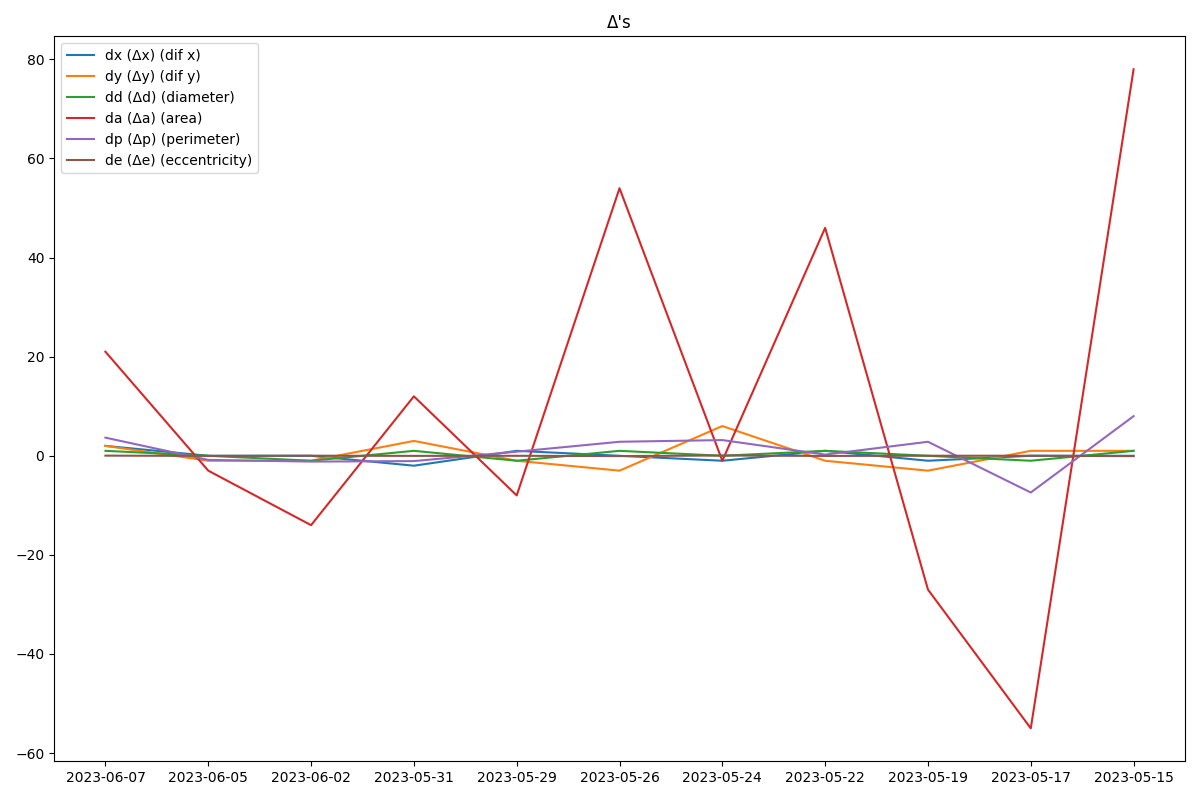 Δ's
dx (Δx) (dif x)
dy (Δy) (dif y)
dd (Δd) (diameter)
da (Δa) (area)
dp (Δp) (perimeter)
de (Δe) (eccentricity)
80
60
40
20
0
−20
−40
−60
2023-06-07 2023-06-05 2023-06-02 2023-05-31 2023-05-29 2023-05-26 2023-05-24 2023-05-22 2023-05-19 2023-05-17 2023-05-15